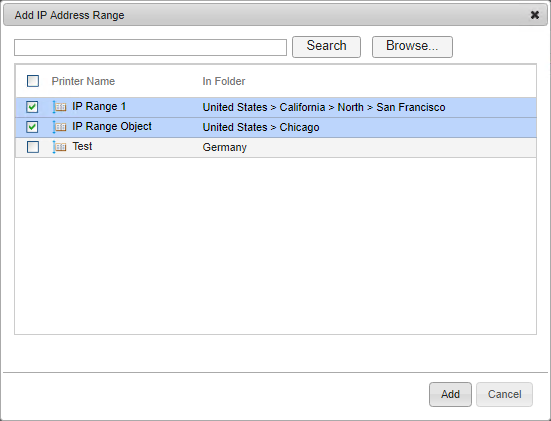 Add IP Address Range
Search Browse...
Printer Name In Folder
IP Range 1 United States > California > North > San Francisco
IP Range Object United States > Chicago
Test Germany
Add Cancel